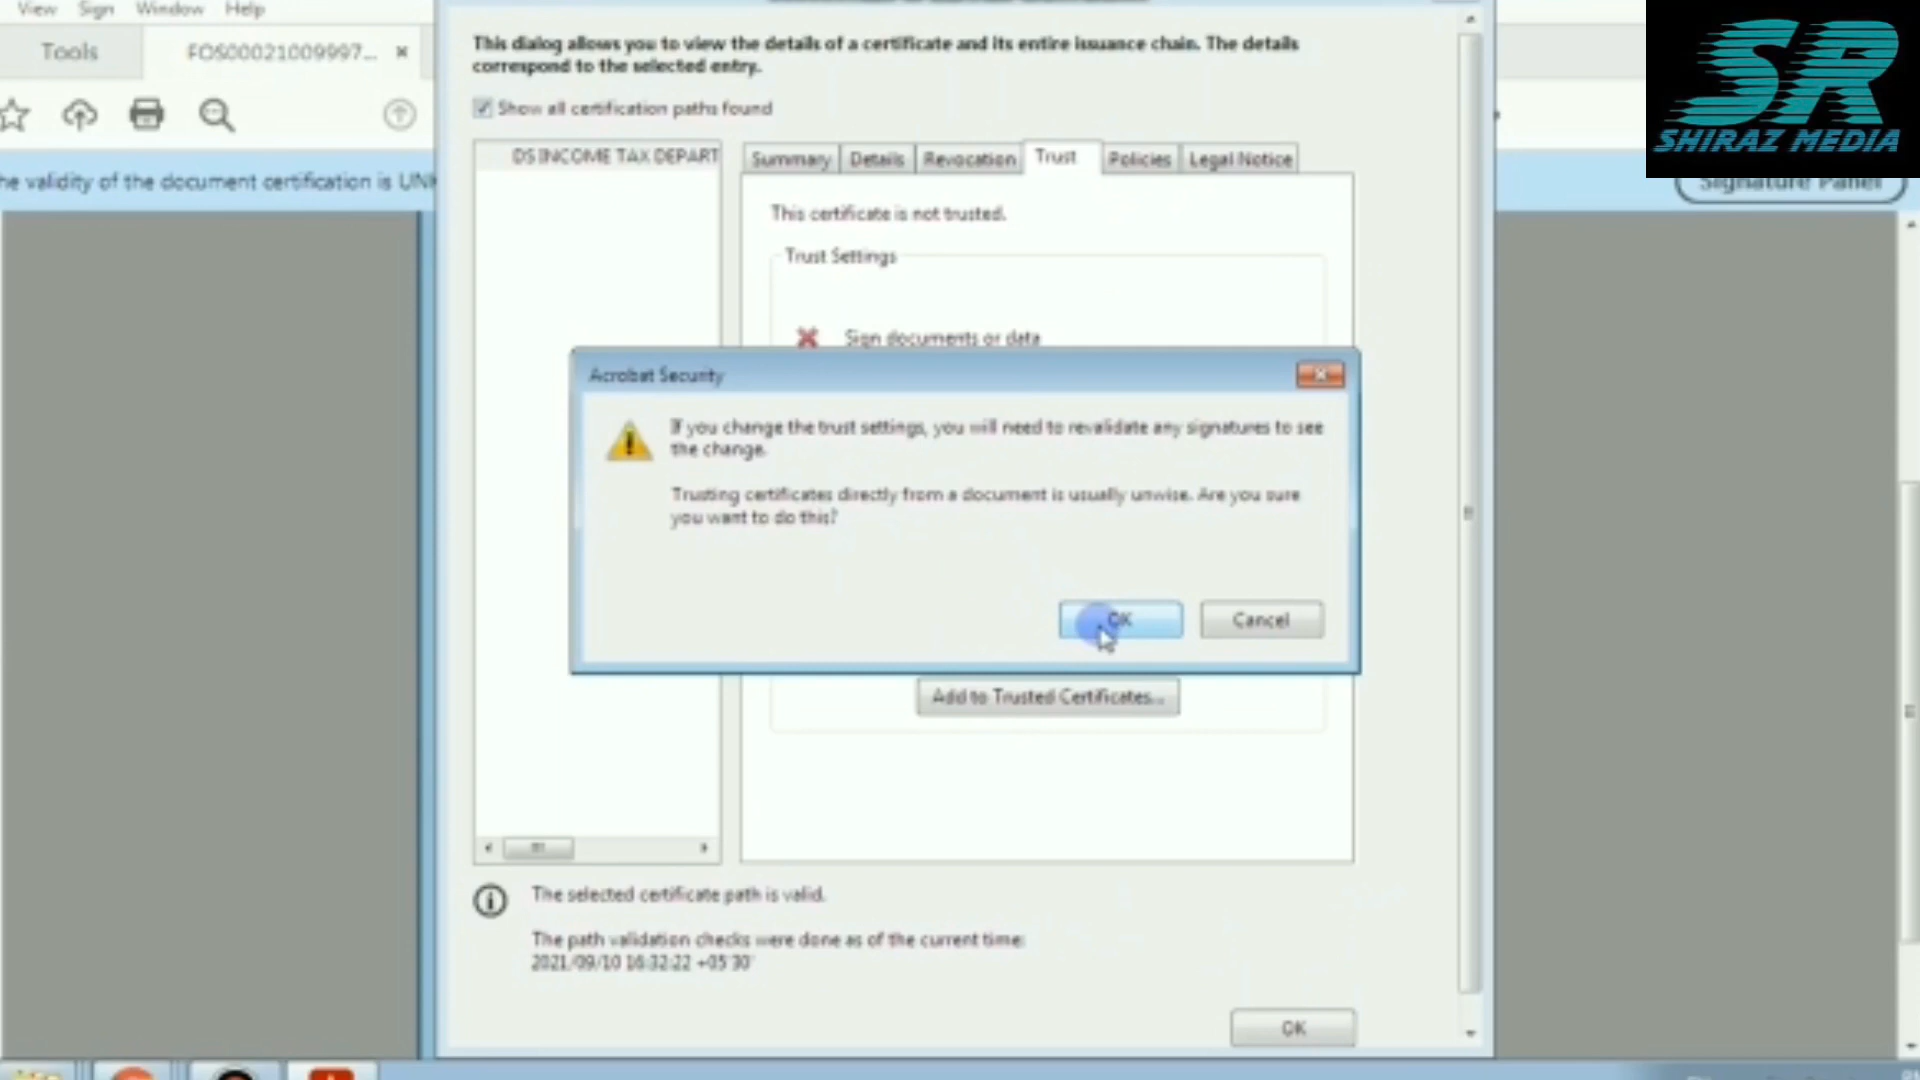 View Sign Window Help
Tools FOS00021009997...
SR
SHIRAZ MEDIA
he validity of the document certification is UN
Signature Panel
This dialog allows you to view the details of a certificate and its entire issuance chain. The details
correspond to the selected entry.
Show all certification paths found
DS INCOME TAX DEPART
Summary Details Revocation Trust Policies Legal Notice
This certificate is not trusted.
Trust Settings
Sign documents or data
Acrobat Security
If you change the trust settings, you will need to revalidate any signatures to see
the change.
Trusting certificates directly from a document is usually unwise. Are you sure
you want to do this?
OK Cancel
Add to Trusted Certificates...
The selected certificate path is valid.
The path validation checks were done as of the current time:
2021/09/10 16:32:22 +05'30'
OK